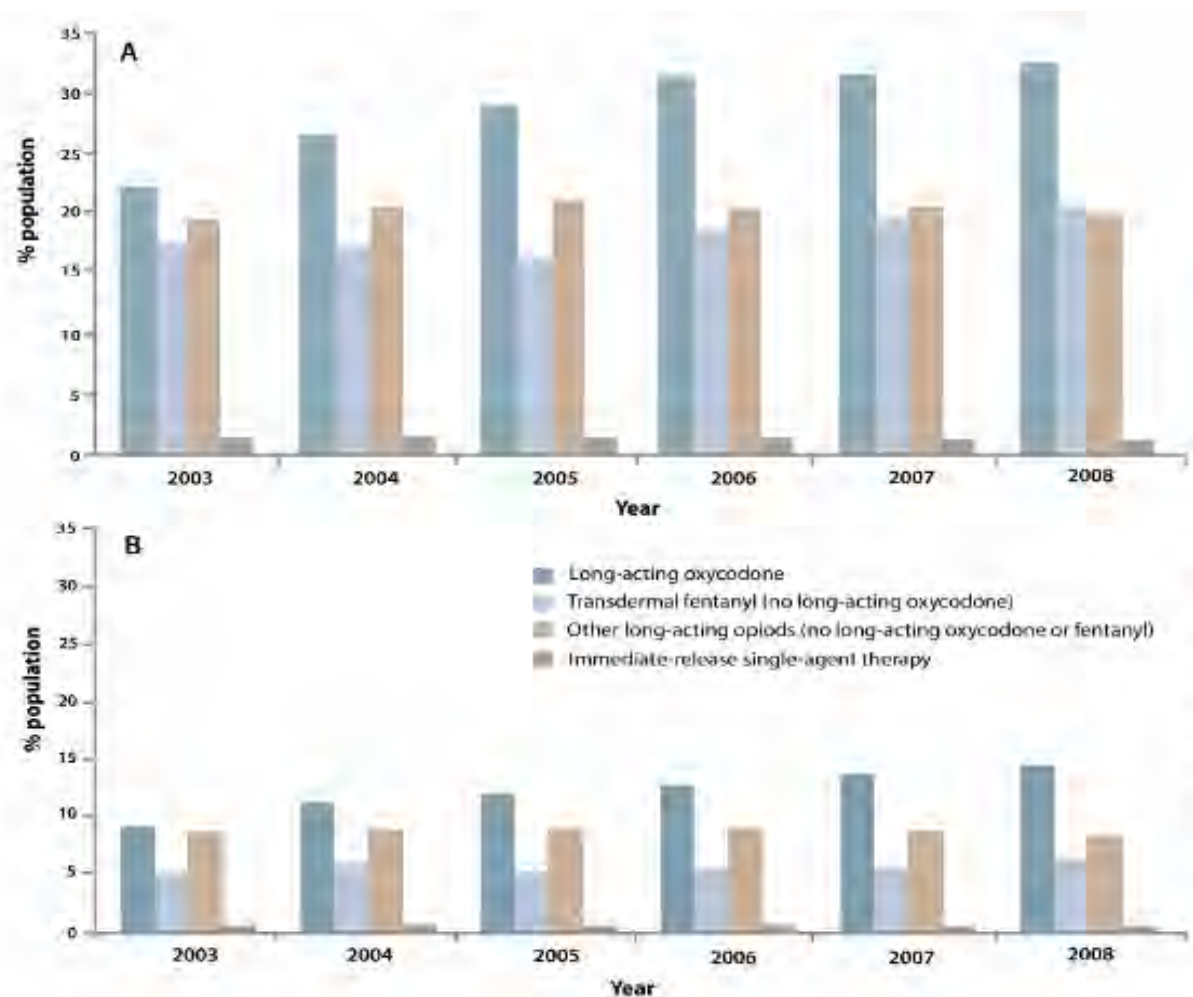 A
35
30
25
20
15
10
5
0
% population
2003 2004 2005 2006 2007 2008
Year
B
35
30
25
20
15
10
5
0
% population
Long-acting oxycodone
Transdermal fentanyl (no long-acting oxycodone)
Other long-acting opiods (no long-acting oxycodone or fentanyl)
Immediate-release single-agent therapy
2003 2004 2005 2006 2007 2008
Year